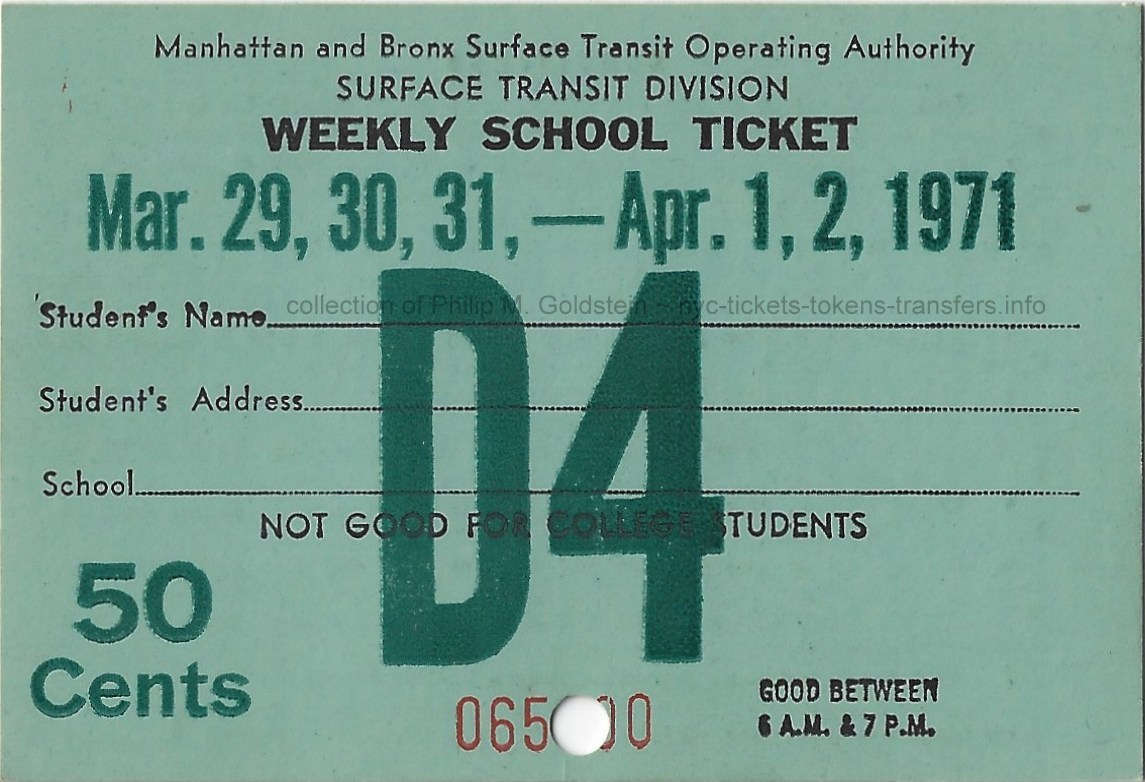 Manhattan and Bronx Surface Transit Operating Authority
SURFACE TRANSIT DIVISION
WEEKLY SCHOOL TICKET
Mar. 29, 30, 31, — Apr. 1, 2, 1971
collection of Philip M. Goldstein ~ nyc-tickets-tokens-transfers.info
Student's Name
Student's Address
School
D4
NOT GOOD FOR COLLEGE STUDENTS
50
Cents
065 00
GOOD BETWEEN
6 A.M. & 7 P.M.